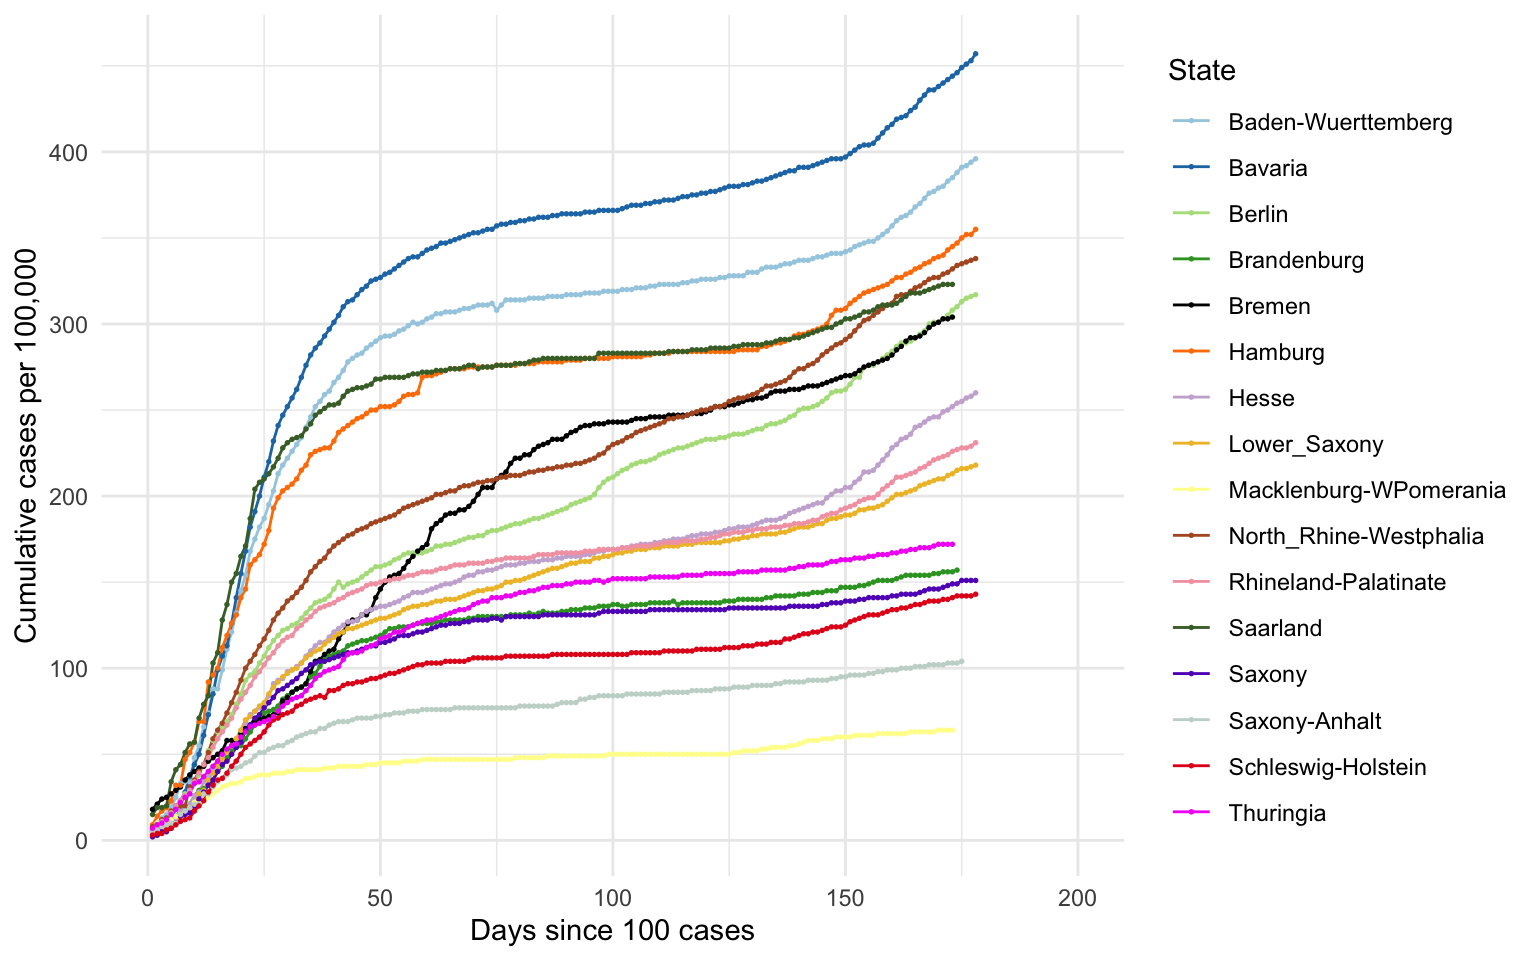 State
Baden-Wuerttemberg
Bavaria
Berlin
Brandenburg
Bremen
Hamburg
Hesse
Lower_Saxony
Macklenburg-WPomerania
North_Rhine-Westphalia
Rhineland-Palatinate
Saarland
Saxony
Saxony-Anhalt
Schleswig-Holstein
Thuringia
Cumulative cases per 100,000
400
300
200
100
0
0 50 100 150 200
Days since 100 cases